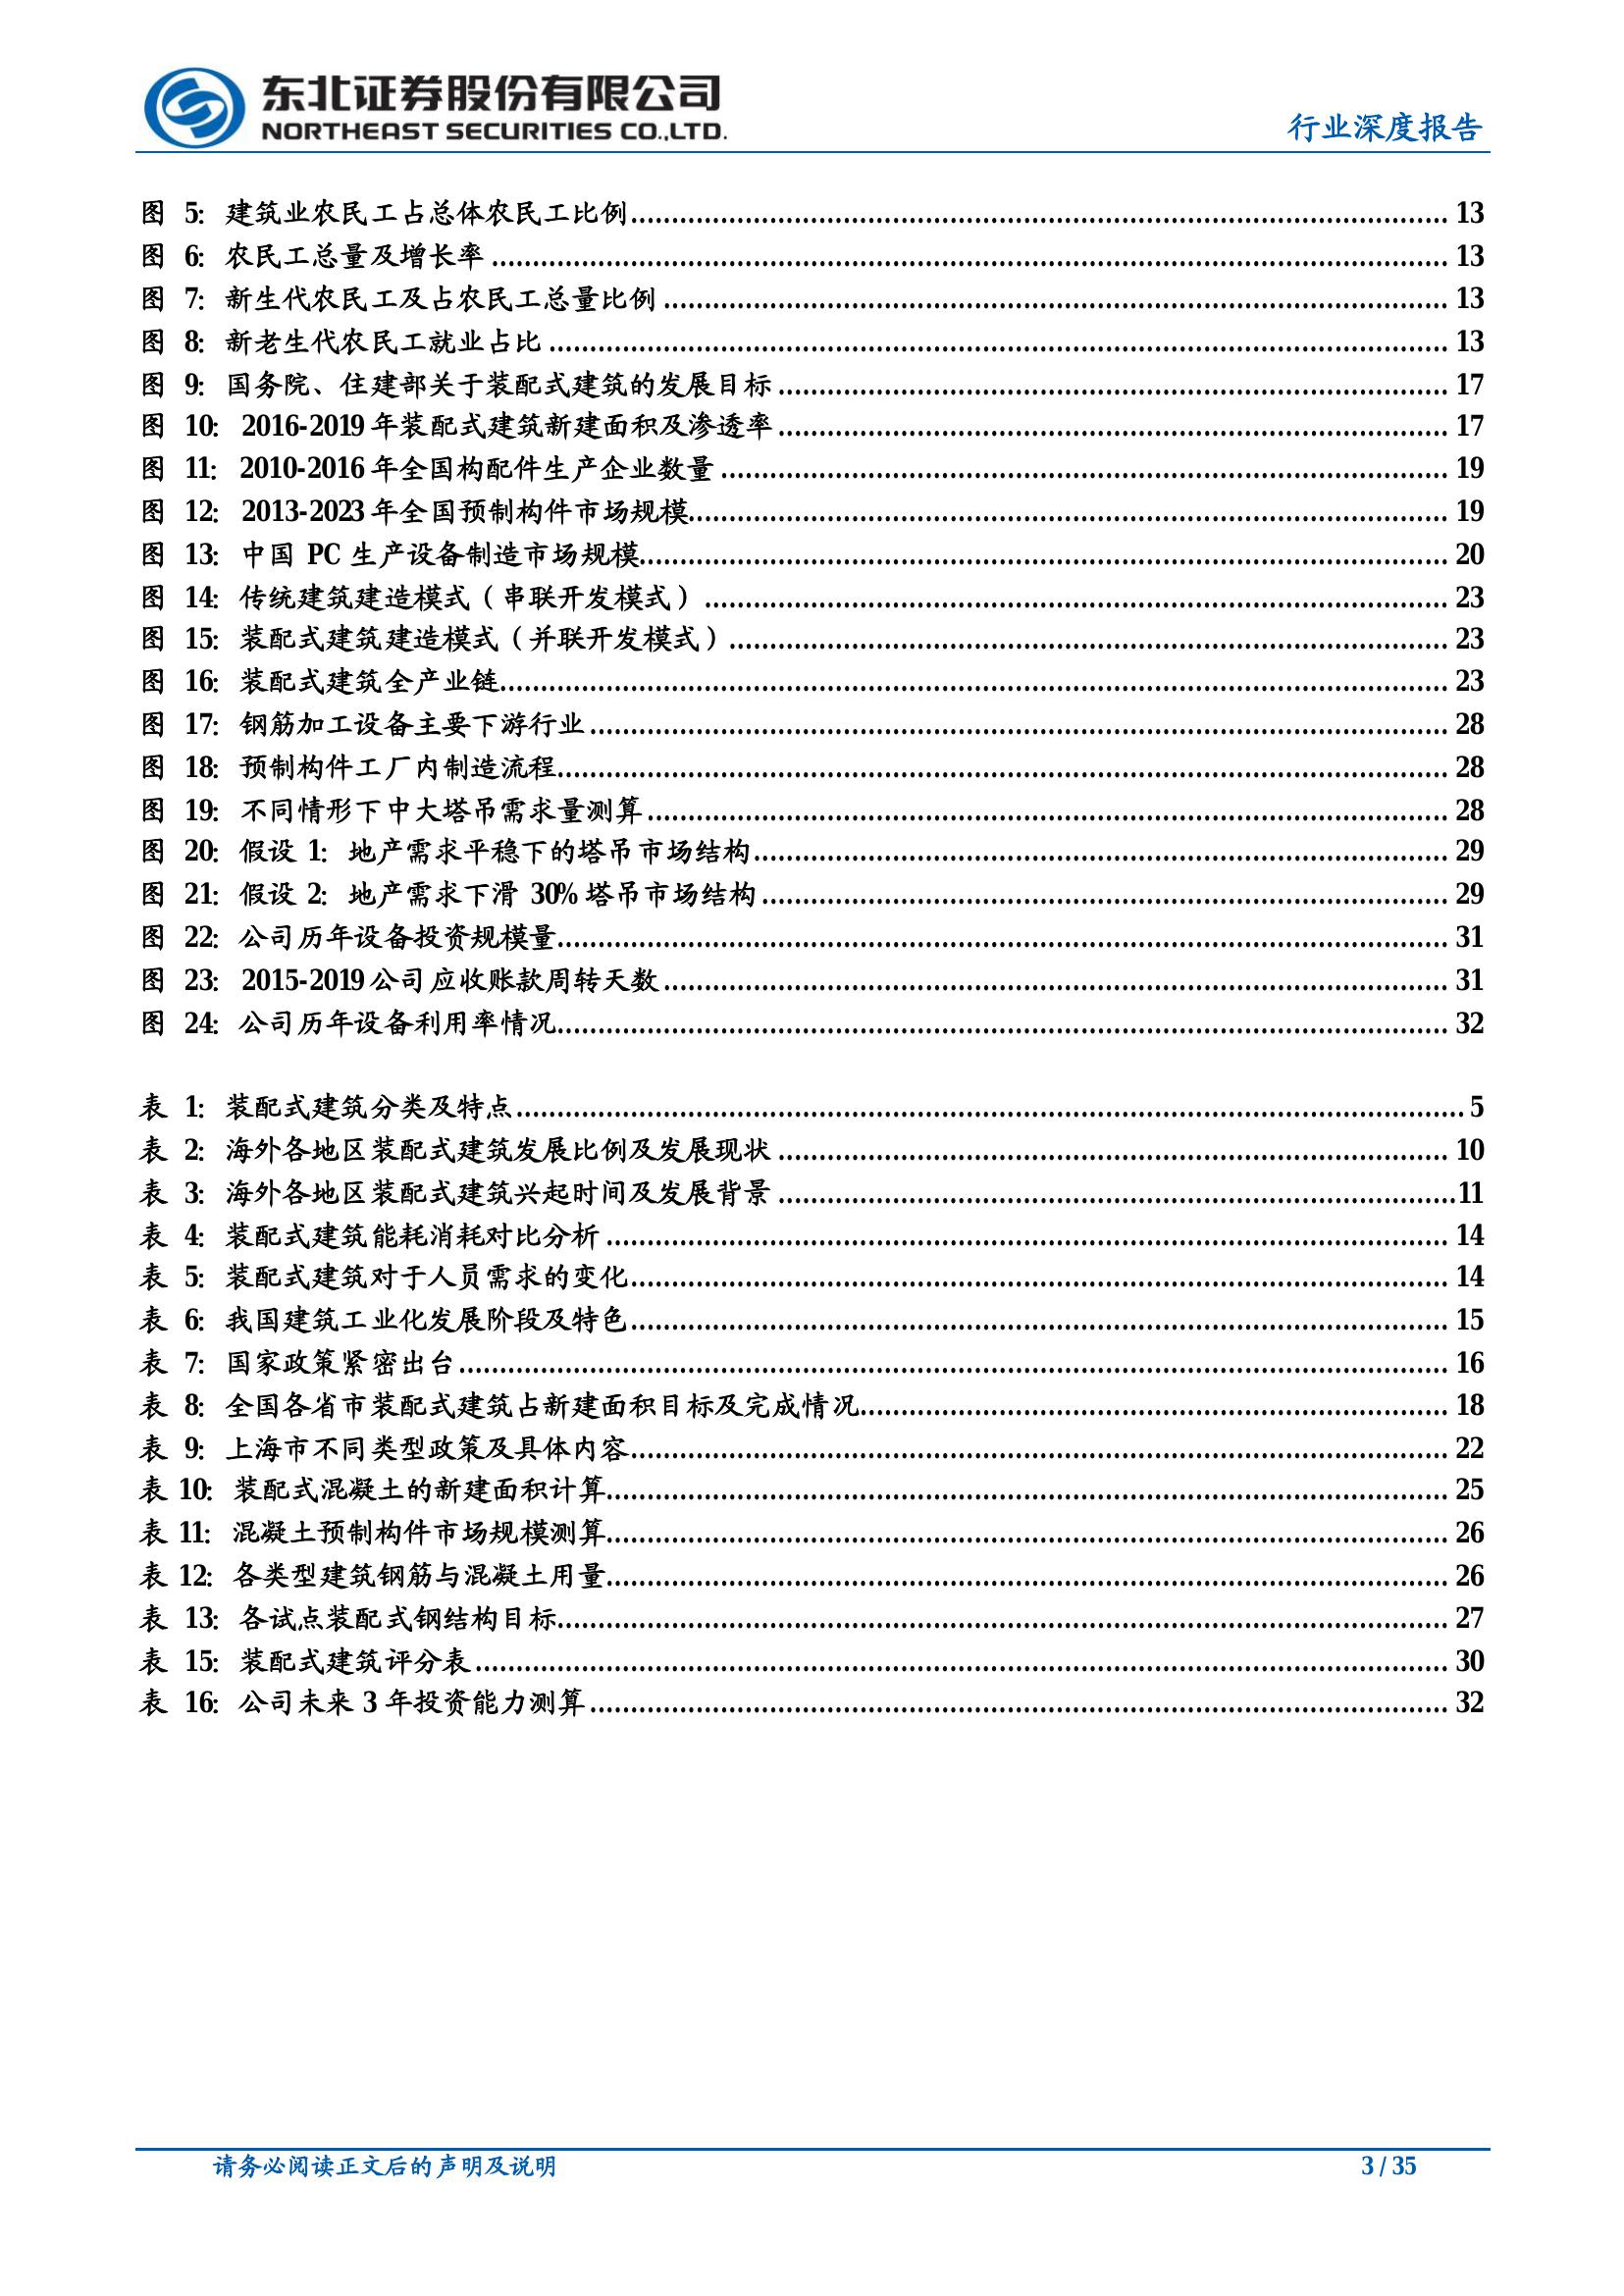 东北证券股份有限公司
NORTHEAST SECURITIES CO.,LTD.
行业深度报告
图 5: 建筑业农民工占总体农民工比例 13
图 6: 农民工总量及增长率 13
图 7: 新生代农民工及占农民工总量比例 13
图 8: 新老生代农民工就业占比 13
图 9: 国务院、住建部关于装配式建筑的发展目标 17
图 10: 2016-2019 年装配式建筑新建面积及渗透率 17
图 11: 2010-2016 年全国构配件生产企业数量 19
图 12: 2013-2023 年全国预制构件市场规模 19
图 13: 中国 PC 生产设备制造市场规模 20
图 14: 传统建筑建造模式（串联开发模式） 23
图 15: 装配式建筑建造模式（并联开发模式） 23
图 16: 装配式建筑全产业链 23
图 17: 钢筋加工设备主要下游行业 28
图 18: 预制构件工厂内制造流程 28
图 19: 不同情形下中大塔吊需求量测算 28
图 20: 假设 1: 地产需求平稳下的塔吊市场结构 29
图 21: 假设 2: 地产需求下滑 30% 塔吊市场结构 29
图 22: 公司历年设备投资规模量 31
图 23: 2015-2019 公司应收账款周转天数 31
图 24: 公司历年设备利用率情况 32
表 1: 装配式建筑分类及特点 5
表 2: 海外各地区装配式建筑发展比例及发展现状 10
表 3: 海外各地区装配式建筑兴起时间及发展背景 11
表 4: 装配式建筑能耗消耗对比分析 14
表 5: 装配式建筑对于人员需求的变化 14
表 6: 我国建筑工业化发展阶段及特色 15
表 7: 国家政策紧密出台 16
表 8: 全国各省市装配式建筑占新建面积目标及完成情况 18
表 9: 上海市不同类型政策及具体内容 22
表 10: 装配式混凝土的新建面积计算 25
表 11: 混凝土预制构件市场规模测算 26
表 12: 各类型建筑钢筋与混凝土用量 26
表 13: 各试点装配式钢结构目标 27
表 15: 装配式建筑评分表 30
表 16: 公司未来 3 年投资能力测算 32
请务必阅读正文后的声明及说明
3 / 35